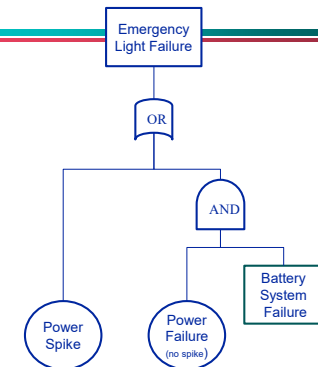 Emergency
Light Failure
OR
AND
Battery
System
Failure
Power
Spike
Power
Failure
(no spike)